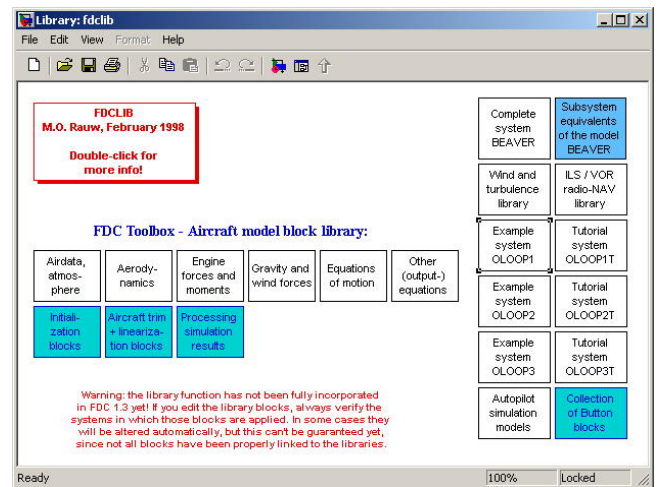 Library: fdclib
File Edit View Format Help
FDCLIB
M.O. Rauw, February 1998
Double-click for
more info!
FDC Toolbox - Aircraft model block library:
Airdata,
atmos-
phere
Aerody-
namics
Engine
forces and
moments
Gravity and
wind forces
Equations
of motion
Other
(output-)
equations
Initiali-
zation
blocks
Aircraft trim
+ lineariza-
tion blocks
Processing
simulation
results
Warning: the library function has not been fully incorporated
in FDC 1.3 yet! If you edit the library blocks, always verify the
systems in which those blocks are applied. In some cases they
will be altered automatically, but this can't be guaranteed yet,
since not all blocks have been properly linked to the libraries.
Complete
system
BEAVER
Subsystem
equivalents
of the model
BEAVER
Wind and
turbulence
library
ILS / VOR
radio-NAV
library
Example
system
OLOOP1
Tutorial
system
OLOOP1T
Example
system
OLOOP2
Tutorial
system
OLOOP2T
Example
system
OLOOP3
Tutorial
system
OLOOP3T
Autopilot
simulation
models
Collection
of Button
blocks
Ready
100%
Locked